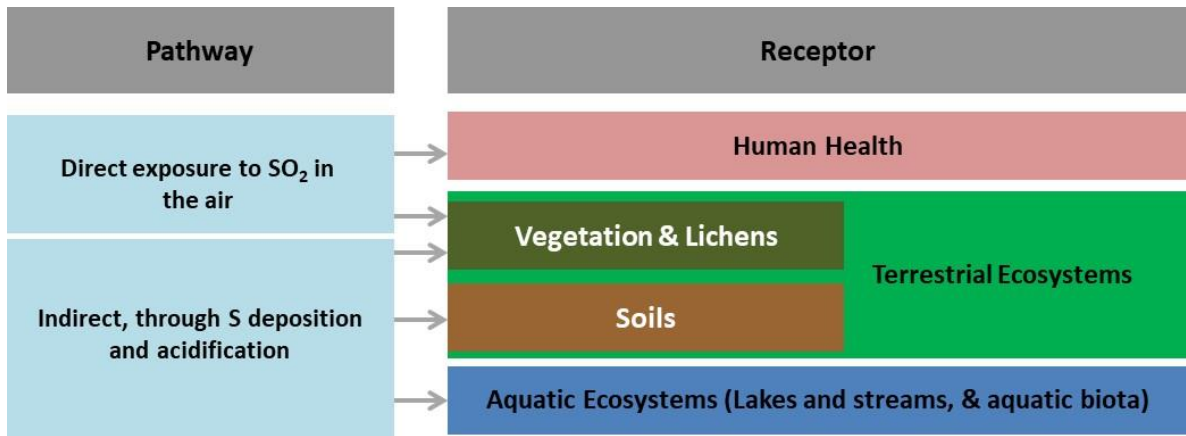 Pathway
Receptor
Direct exposure to SO₂ in
the air
Human Health
Vegetation & Lichens
Terrestrial Ecosystems
Indirect, through S deposition
and acidification
Soils
Aquatic Ecosystems (Lakes and streams, & aquatic biota)